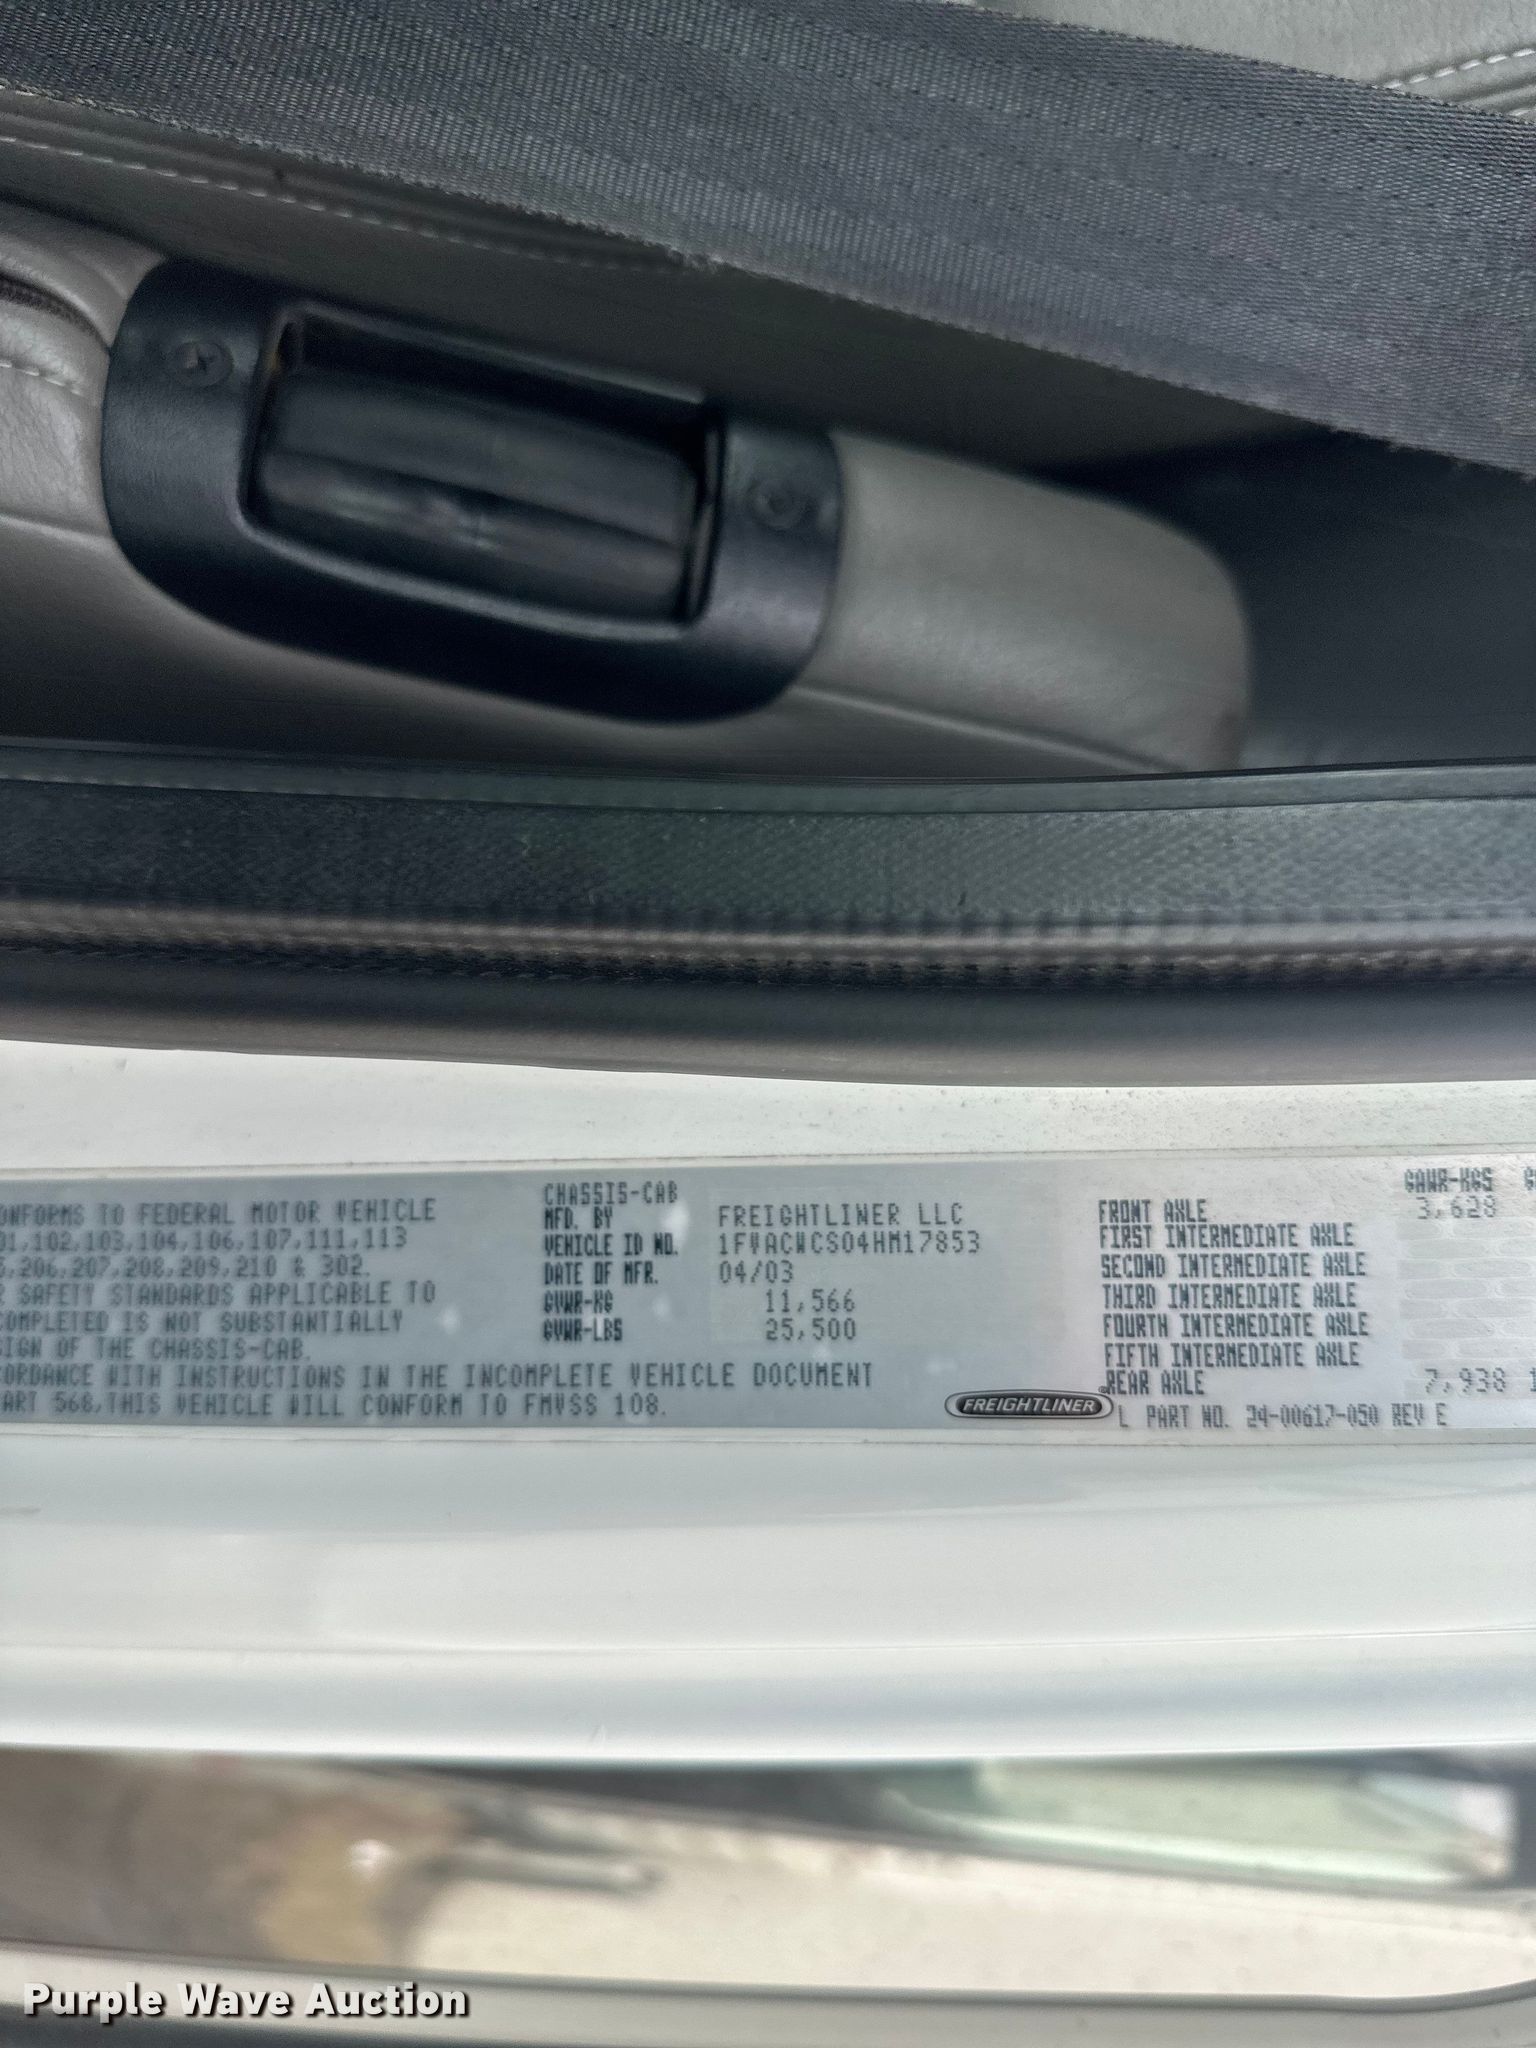 ONFORMS TO FEDERAL MOTOR VEHICLE
01,102,103,104,106,107,111,113
5,206,207,208,209,210 & 302.
R SAFETY STANDARDS APPLICABLE TO
COMPLETED IS NOT SUBSTANTIALLY
SIGN OF THE CHASSIS-CAB.
CORDANCE WITH INSTRUCTIONS IN THE INCOMPLETE VEHICLE DOCUMENT
PART 568,THIS VEHICLE WILL CONFORM TO FMVSS 108.
CHASSIS-CAB
MFD. BY FREIGHTLINER LLC
VEHICLE ID NO. 1FVACWCS04HM17853
DATE OF MFR. 04/03
GVWR-KG 11,566
GVWR-LBS 25,500
FREIGHTLINER
GAWR-KGS
FRONT AXLE 3,628
FIRST INTERMEDIATE AXLE
SECOND INTERMEDIATE AXLE
THIRD INTERMEDIATE AXLE
FOURTH INTERMEDIATE AXLE
FIFTH INTERMEDIATE AXLE
REAR AXLE 7,938 1
L PART NO. 24-00617-050 REV E
Purple Wave Auction